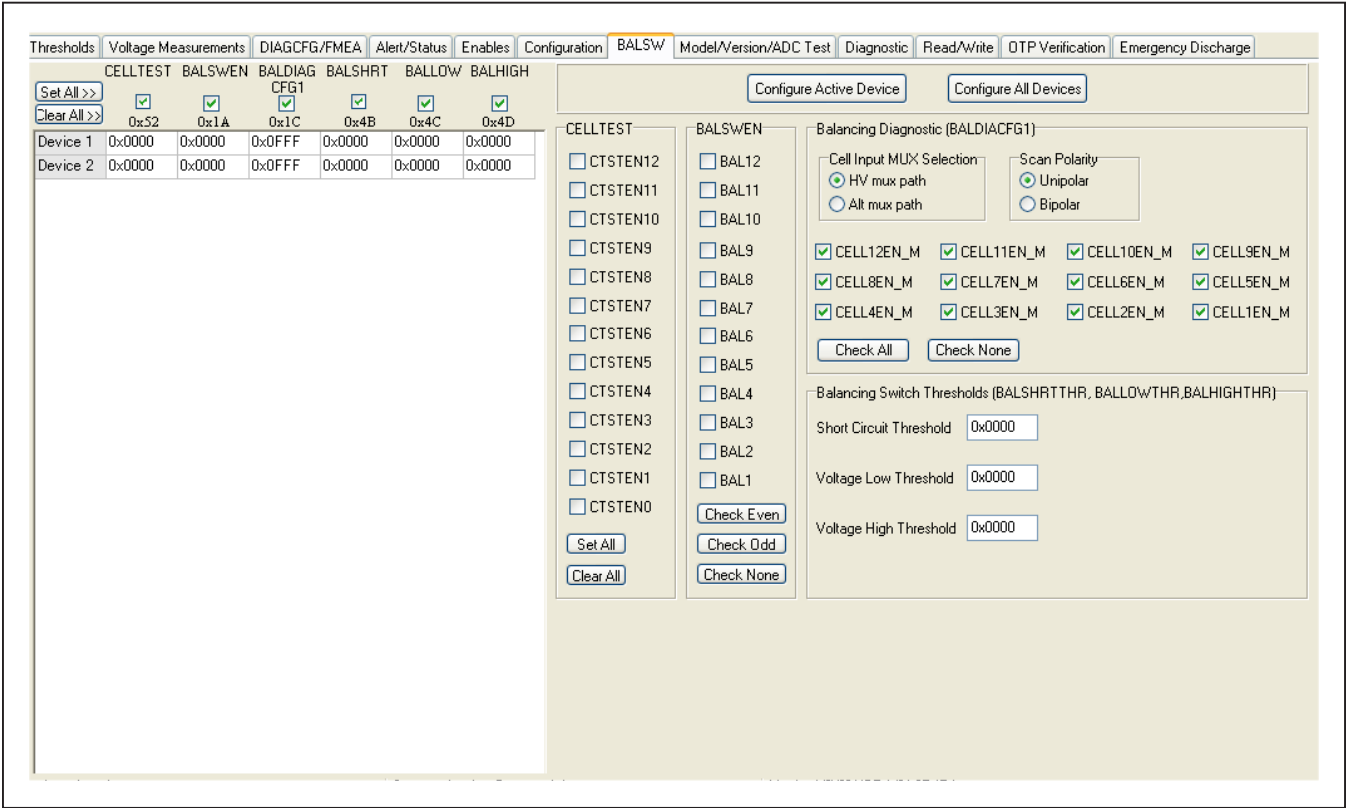 Thresholds Voltage Measurements DIAGCFG/FMEA Alert/Status Enables Configuration BALSW Model/Version/ADC Test Diagnostic Read/Write OTP Verification Emergency Discharge
CELLTEST BALSWEN BALDIAG BALSHRT BALLOW BALHIGH
CFG1
Set All >>
Clear All >>
0x52 0x1A 0x1C 0x4B 0x4C 0x4D
Device 1 0x0000 0x0000 0x0FFF 0x0000 0x0000 0x0000
Device 2 0x0000 0x0000 0x0FFF 0x0000 0x0000 0x0000
Configure Active Device Configure All Devices
CELLTEST
CTSTEN12
CTSTEN11
CTSTEN10
CTSTEN9
CTSTEN8
CTSTEN7
CTSTEN6
CTSTEN5
CTSTEN4
CTSTEN3
CTSTEN2
CTSTEN1
CTSTEN0
Set All
Clear All
BALSWEN
BAL12
BAL11
BAL10
BAL9
BAL8
BAL7
BAL6
BAL5
BAL4
BAL3
BAL2
BAL1
Check Even
Check Odd
Check None
Balancing Diagnostic (BALDIACFG1)
Cell Input MUX Selection
HV mux path
Alt mux path
Scan Polarity
Unipolar
Bipolar
CELL12EN_M CELL11EN_M CELL10EN_M CELL9EN_M
CELL8EN_M CELL7EN_M CELL6EN_M CELL5EN_M
CELL4EN_M CELL3EN_M CELL2EN_M CELL1EN_M
Check All Check None
Balancing Switch Thresholds (BALSHRTTHR, BALLOWTHR,BALHIGHTHR)
Short Circuit Threshold 0x0000
Voltage Low Threshold 0x0000
Voltage High Threshold 0x0000